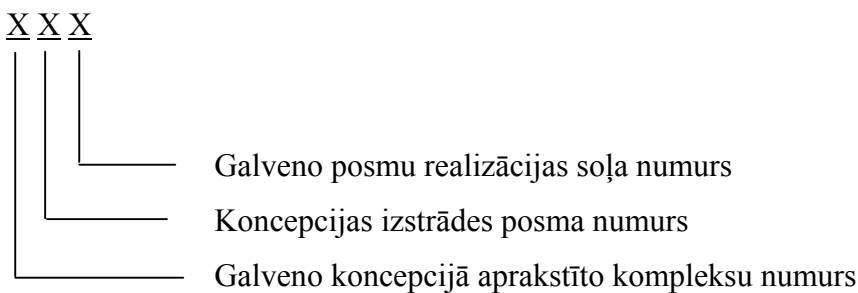 X X X
Galveno posmu realizācijas soļa numurs
Koncepcijas izstrādes posma numurs
Galveno koncepcijā aprakstīto kompleksu numurs